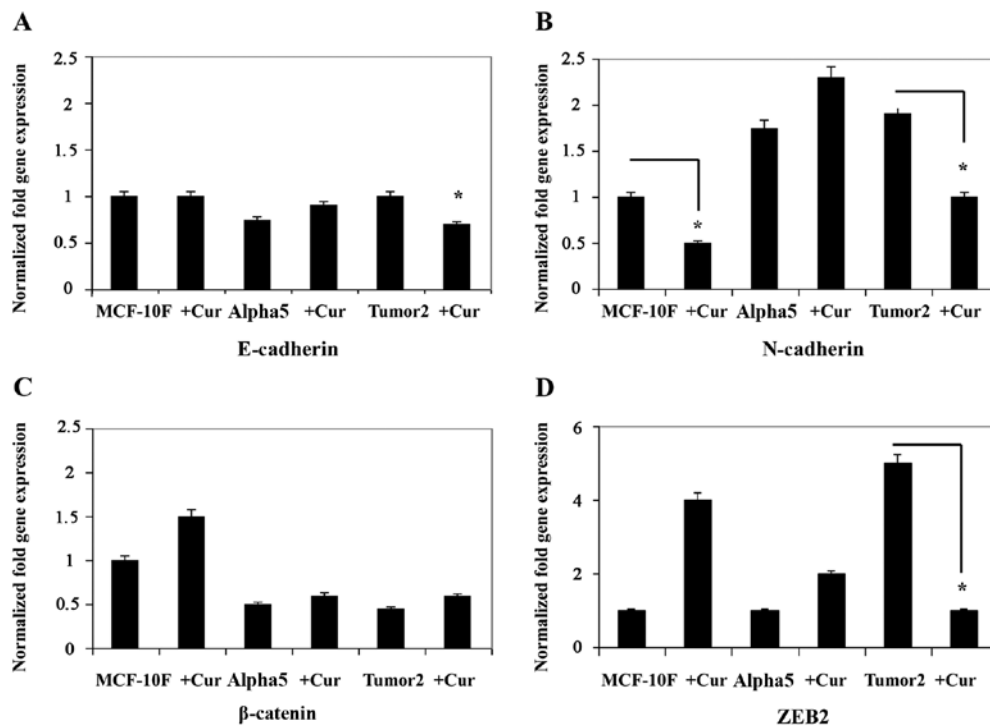 A
Normalized fold gene expression
2.5
2
1.5
1
0.5
0
*
MCF-10F +Cur Alpha5 +Cur Tumor2 +Cur
E-cadherin
B
Normalized fold gene expression
2.5
2
1.5
1
0.5
0
*
*
MCF-10F +Cur Alpha5 +Cur Tumor2 +Cur
N-cadherin
C
Normalized fold gene expression
2.5
2
1.5
1
0.5
0
MCF-10F +Cur Alpha5 +Cur Tumor2 +Cur
β-catenin
D
Normalized fold gene expression
6
4
2
0
*
MCF-10F +Cur Alpha5 +Cur Tumor2 +Cur
ZEB2